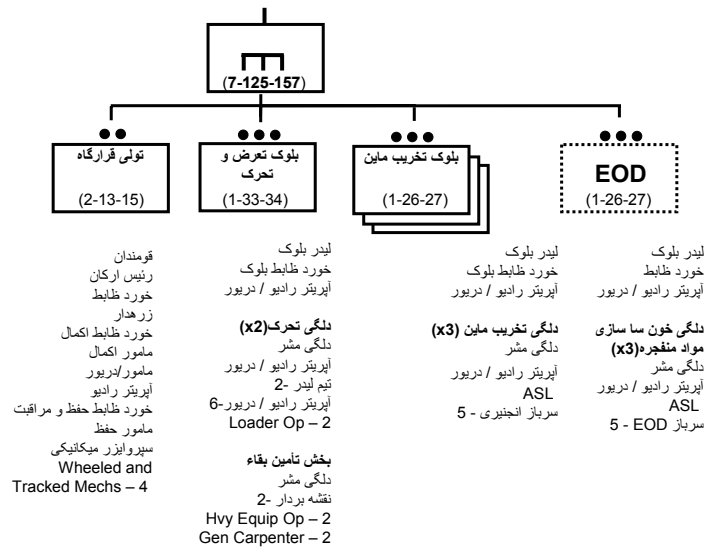 (7-125-157)
تولی قرارگاه
(2-13-15)
بلوک تعرض و
تحرک
(1-33-34)
بلوک تخریب ماین
(1-26-27)
EOD
(1-26-27)
قومندان
رئیس ارکان
خورد ظابط
زرهدار
خورد ظابط اکمال
مامور اکمال
مامور/دریور
آپریتر رادیو
خورد ظابط حفظ و مراقبت
مامور حفظ
سپروایزر میکانیکی
Wheeled and
Tracked Mechs – 4
لیدر بلوک
خورد ظابط بلوک
آپریتر رادیو / دریور
دلگی تحرک(x2)
دلگی مشر
آپریتر رادیو / دریور
تیم لیدر -2
آپریتر رادیو / دریور-6
Loader Op – 2
بخش تأمین بقاء
دلگی مشر
نقشه بردار -2
Hvy Equip Op – 2
Gen Carpenter – 2
لیدر بلوک
خورد ظابط بلوک
آپریتر رادیو / دریور
دلگی تخریب ماین (x3)
دلگی مشر
آپریتر رادیو / دریور
ASL
سرباز انجنیری - 5
لیدر بلوک
خورد ظابط
آپریتر رادیو / دریور
دلگی خون سا سازی
مواد منفجره(x3)
دلگی مشر
آپریتر رادیو / دریور
ASL
سرباز EOD - 5